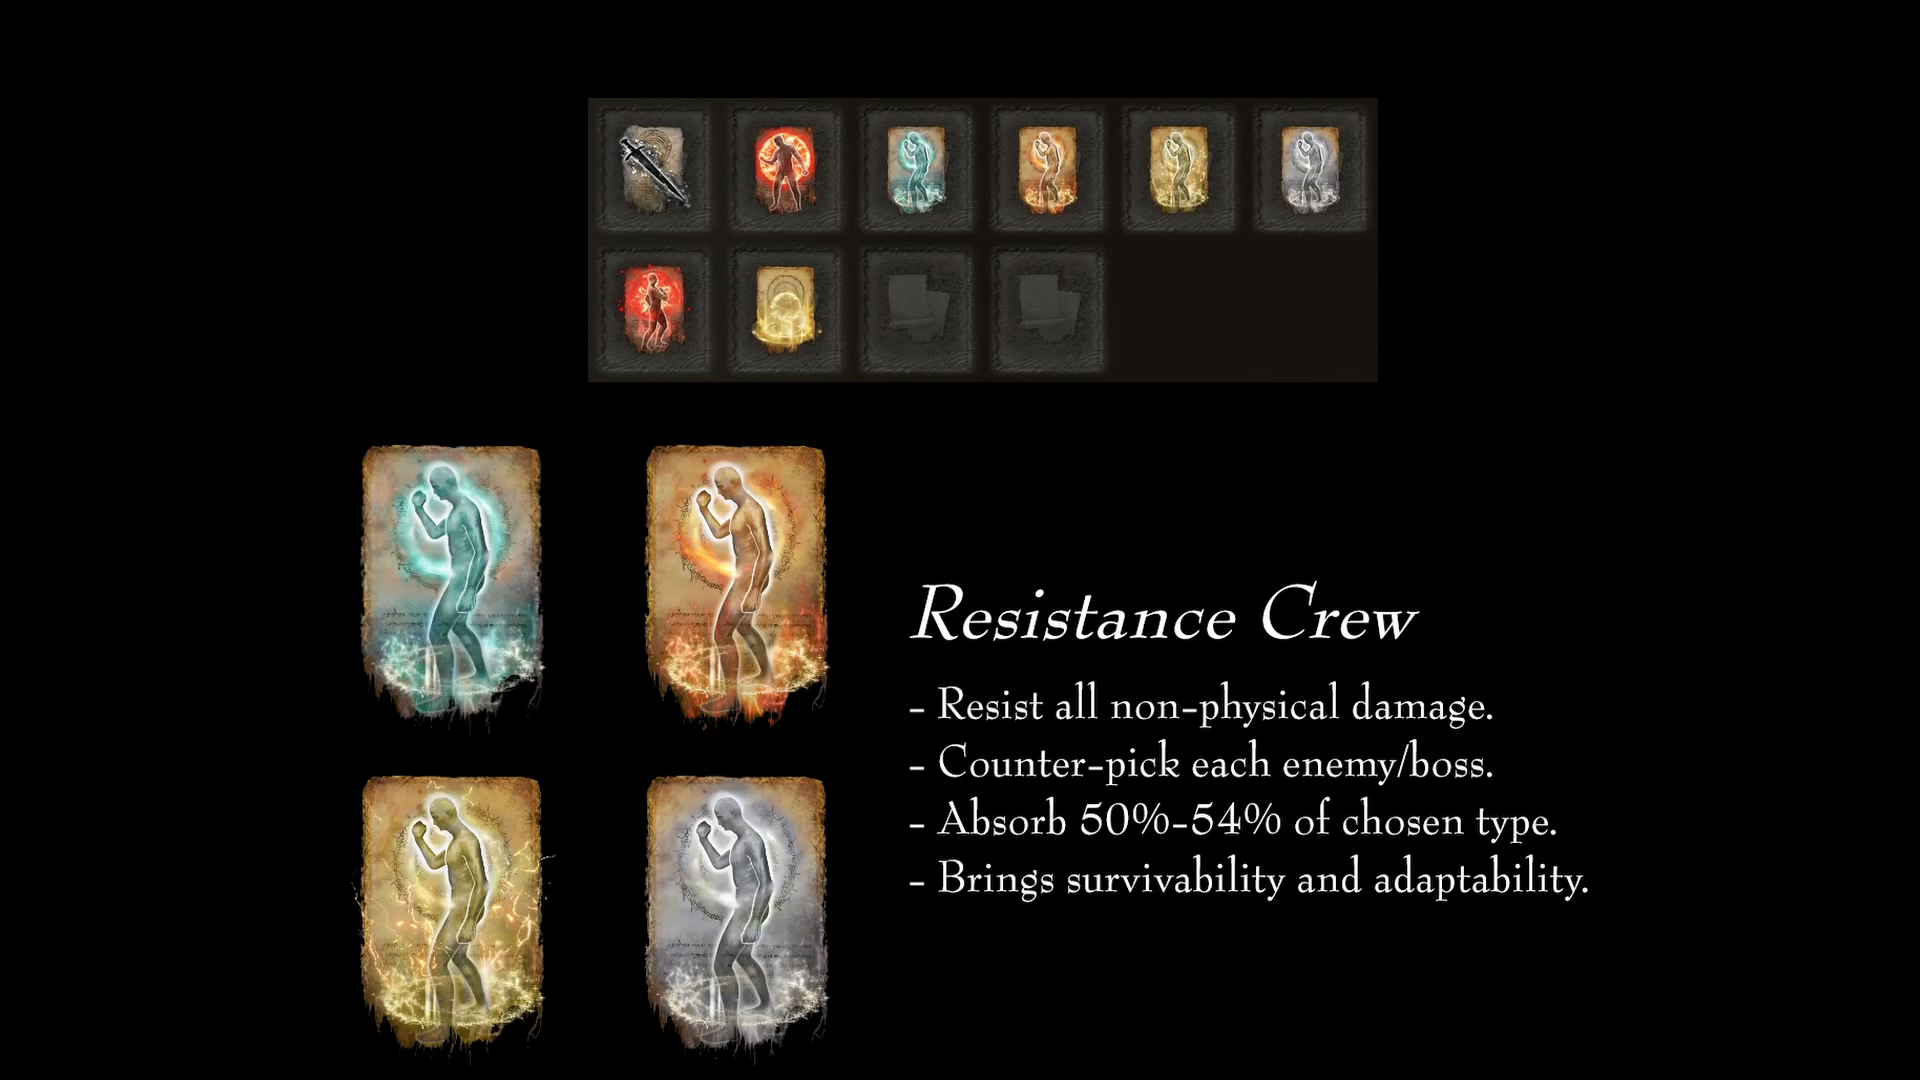 Resistance Crew
- Resist all non-physical damage.
- Counter-pick each enemy/boss.
- Absorb 50%-54% of chosen type.
- Brings survivability and adaptability.